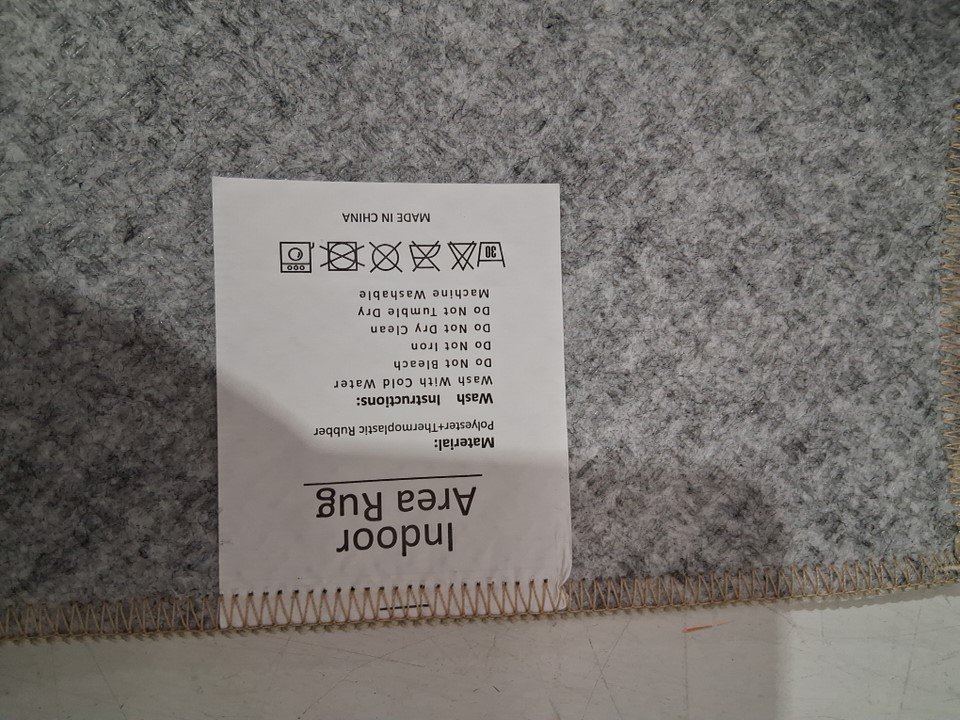 Indoor
Area Rug
Material:
Polyester+Thermoplastic Rubber
Wash Instructions:
Wash With Cold Water
Do Not Bleach
Do Not Iron
Do Not Dry Clean
Do Not Tumble Dry
Machine Washable
30
MADE IN CHINA